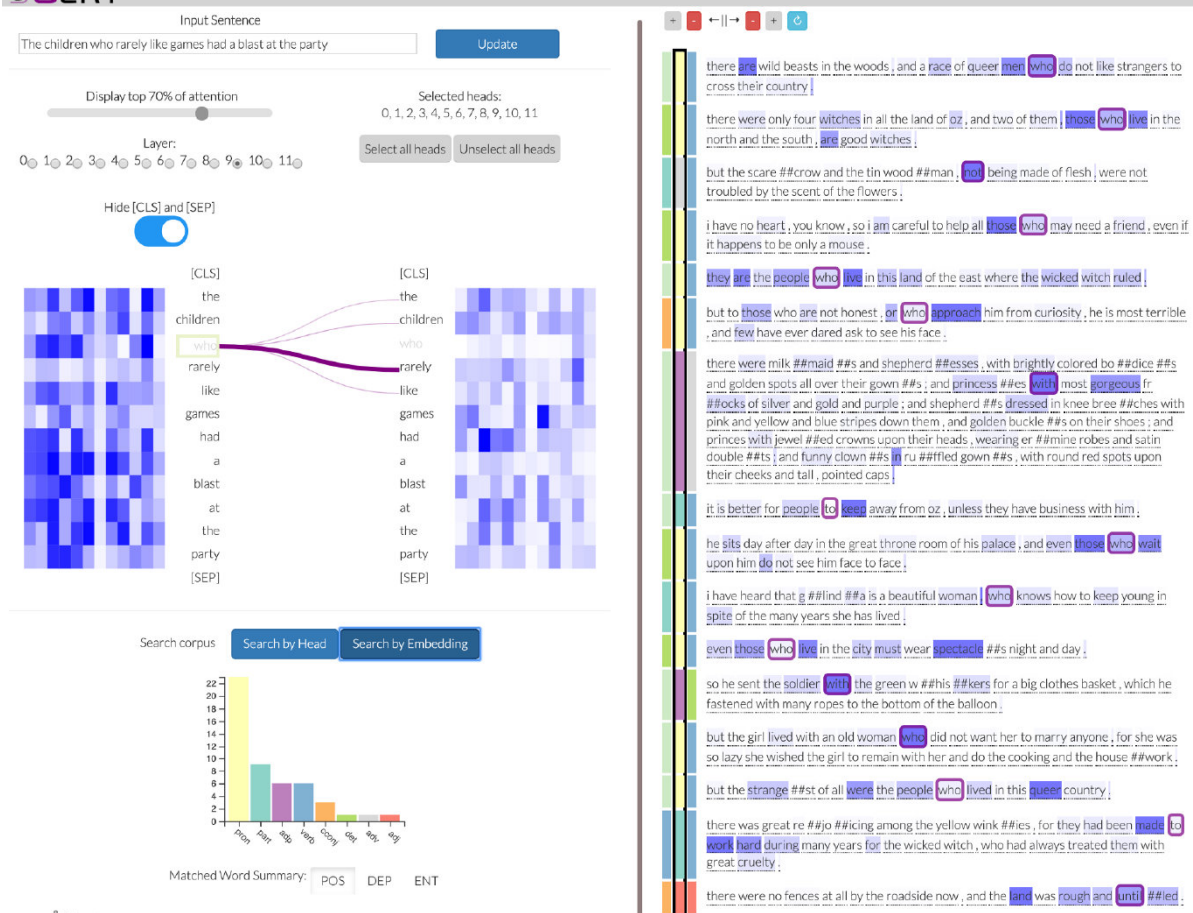 Input Sentence
The children who rarely like games had a blast at the party
Update
Display top 70% of attention
Selected heads:
0, 1, 2, 3, 4, 5, 6, 7, 8, 9, 10, 11
Layer:
0 1 2 3 4 5 6 7 8 9 10 11
Select all heads Unselect all heads
Hide [CLS] and [SEP]
[CLS] [CLS]
the the
children children
who who
rarely rarely
like like
games games
had had
a a
blast blast
at at
the the
party party
[SEP] [SEP]
Search corpus Search by Head Search by Embedding
22
20
18
16
14
12
10
8
6
4
2
0
pron part adp verb conj det adv adj
Matched Word Summary: POS DEP ENT
+ - ←||→ - +
there are wild beasts in the woods , and a race of queer men who do not like strangers to
cross their country .
there were only four witches in all the land of oz , and two of them , those who live in the
north and the south , are good witches .
but the scare ##crow and the tin wood ##man , not being made of flesh , were not
troubled by the scent of the flowers .
i have no heart , you know , so i am careful to help all those who may need a friend , even if
it happens to be only a mouse .
they are the people who live in this land of the east where the wicked witch ruled .
but to those who are not honest , or who approach him from curiosity , he is most terrible
, and few have ever dared ask to see his face .
there were milk ##maid ##s and shepherd ##esses , with brightly colored bo ##dice ##s
and golden spots all over their gown ##s ; and princess ##es with most gorgeous fr
##ocks of silver and gold and purple ; and shepherd ##s dressed in knee bree ##ches with
pink and yellow and blue stripes down them , and golden buckle ##s on their shoes ; and
princes with jewel ##ed crowns upon their heads , wearing er ##mine robes and satin
double ##ts ; and funny clown ##s in ru ##ffled gown ##s , with round red spots upon
their cheeks and tall , pointed caps .
it is better for people to keep away from oz , unless they have business with him .
he sits day after day in the great throne room of his palace , and even those who wait
upon him do not see him face to face .
i have heard that g ##lind ##a is a beautiful woman , who knows how to keep young in
spite of the many years she has lived .
even those who live in the city must wear spectacle ##s night and day .
so he sent the soldier with the green w ##his ##kers for a big clothes basket , which he
fastened with many ropes to the bottom of the balloon .
but the girl lived with an old woman who did not want her to marry anyone , for she was
so lazy she wished the girl to remain with her and do the cooking and the house ##work .
but the strange ##st of all were the people who lived in this queer country .
there was great re ##jo ##icing among the yellow wink ##ies , for they had been made to
work hard during many years for the wicked witch , who had always treated them with
great cruelty .
there were no fences at all by the roadside now , and the land was rough and until ##led .